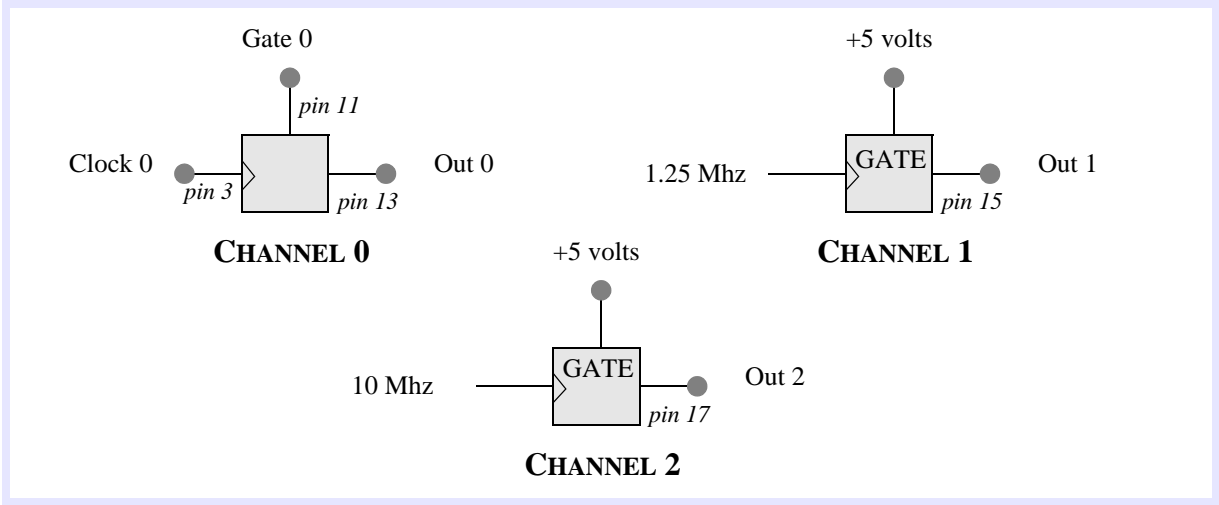 Gate 0
pin 11
Clock 0
pin 3
Out 0
pin 13
CHANNEL 0
+5 volts
1.25 Mhz
GATE
Out 1
pin 15
CHANNEL 1
+5 volts
10 Mhz
GATE
Out 2
pin 17
CHANNEL 2